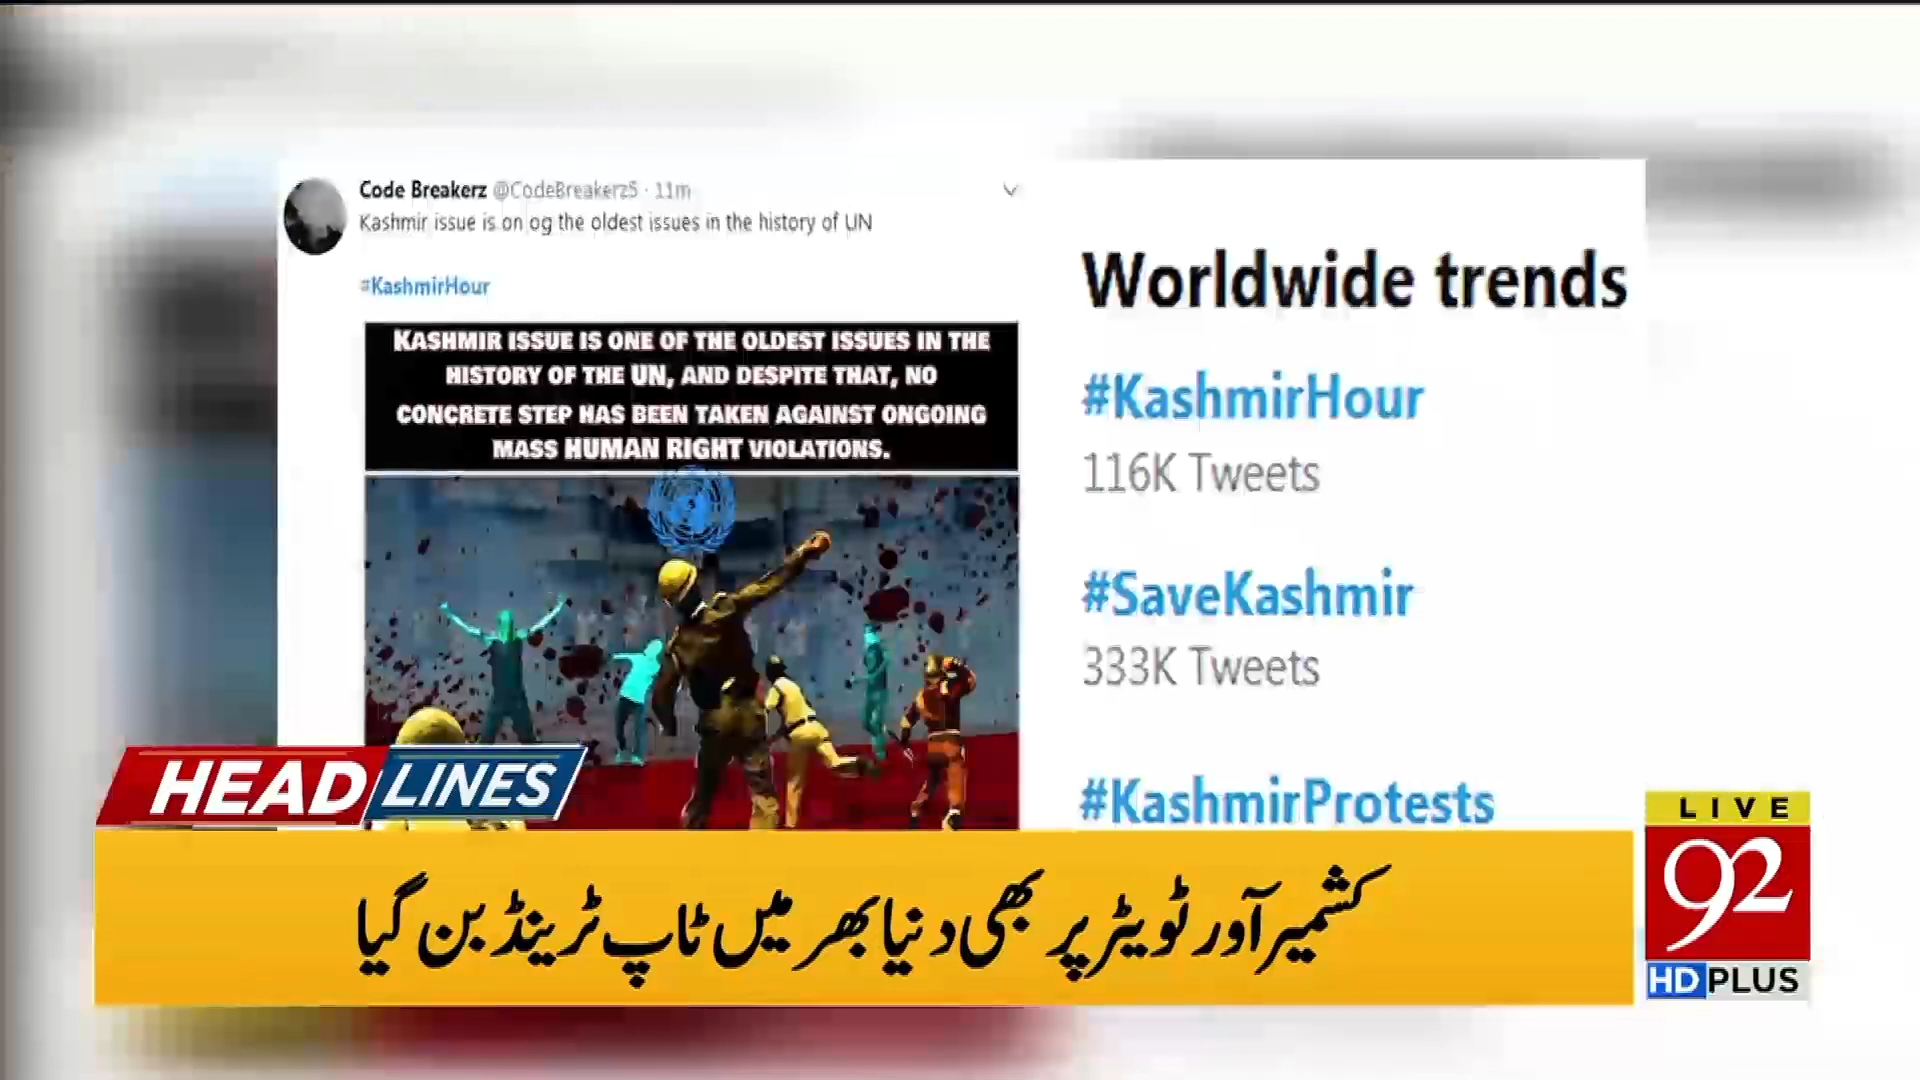 Code Breakerz @CodeBreakerz5 · 11m
Kashmir issue is on og the oldest issues in the history of UN
#KashmirHour
KASHMIR ISSUE IS ONE OF THE OLDEST ISSUES IN THE
HISTORY OF THE UN, AND DESPITE THAT, NO
CONCRETE STEP HAS BEEN TAKEN AGAINST ONGOING
MASS HUMAN RIGHT VIOLATIONS.
Worldwide trends
#KashmirHour
116K Tweets
#SaveKashmir
333K Tweets
#KashmirProtests
HEADLINES
کشمیر آور ٹویٹر پر بھی دنیا بھر میں ٹاپ ٹرینڈ بن گیا
LIVE
92
HD PLUS